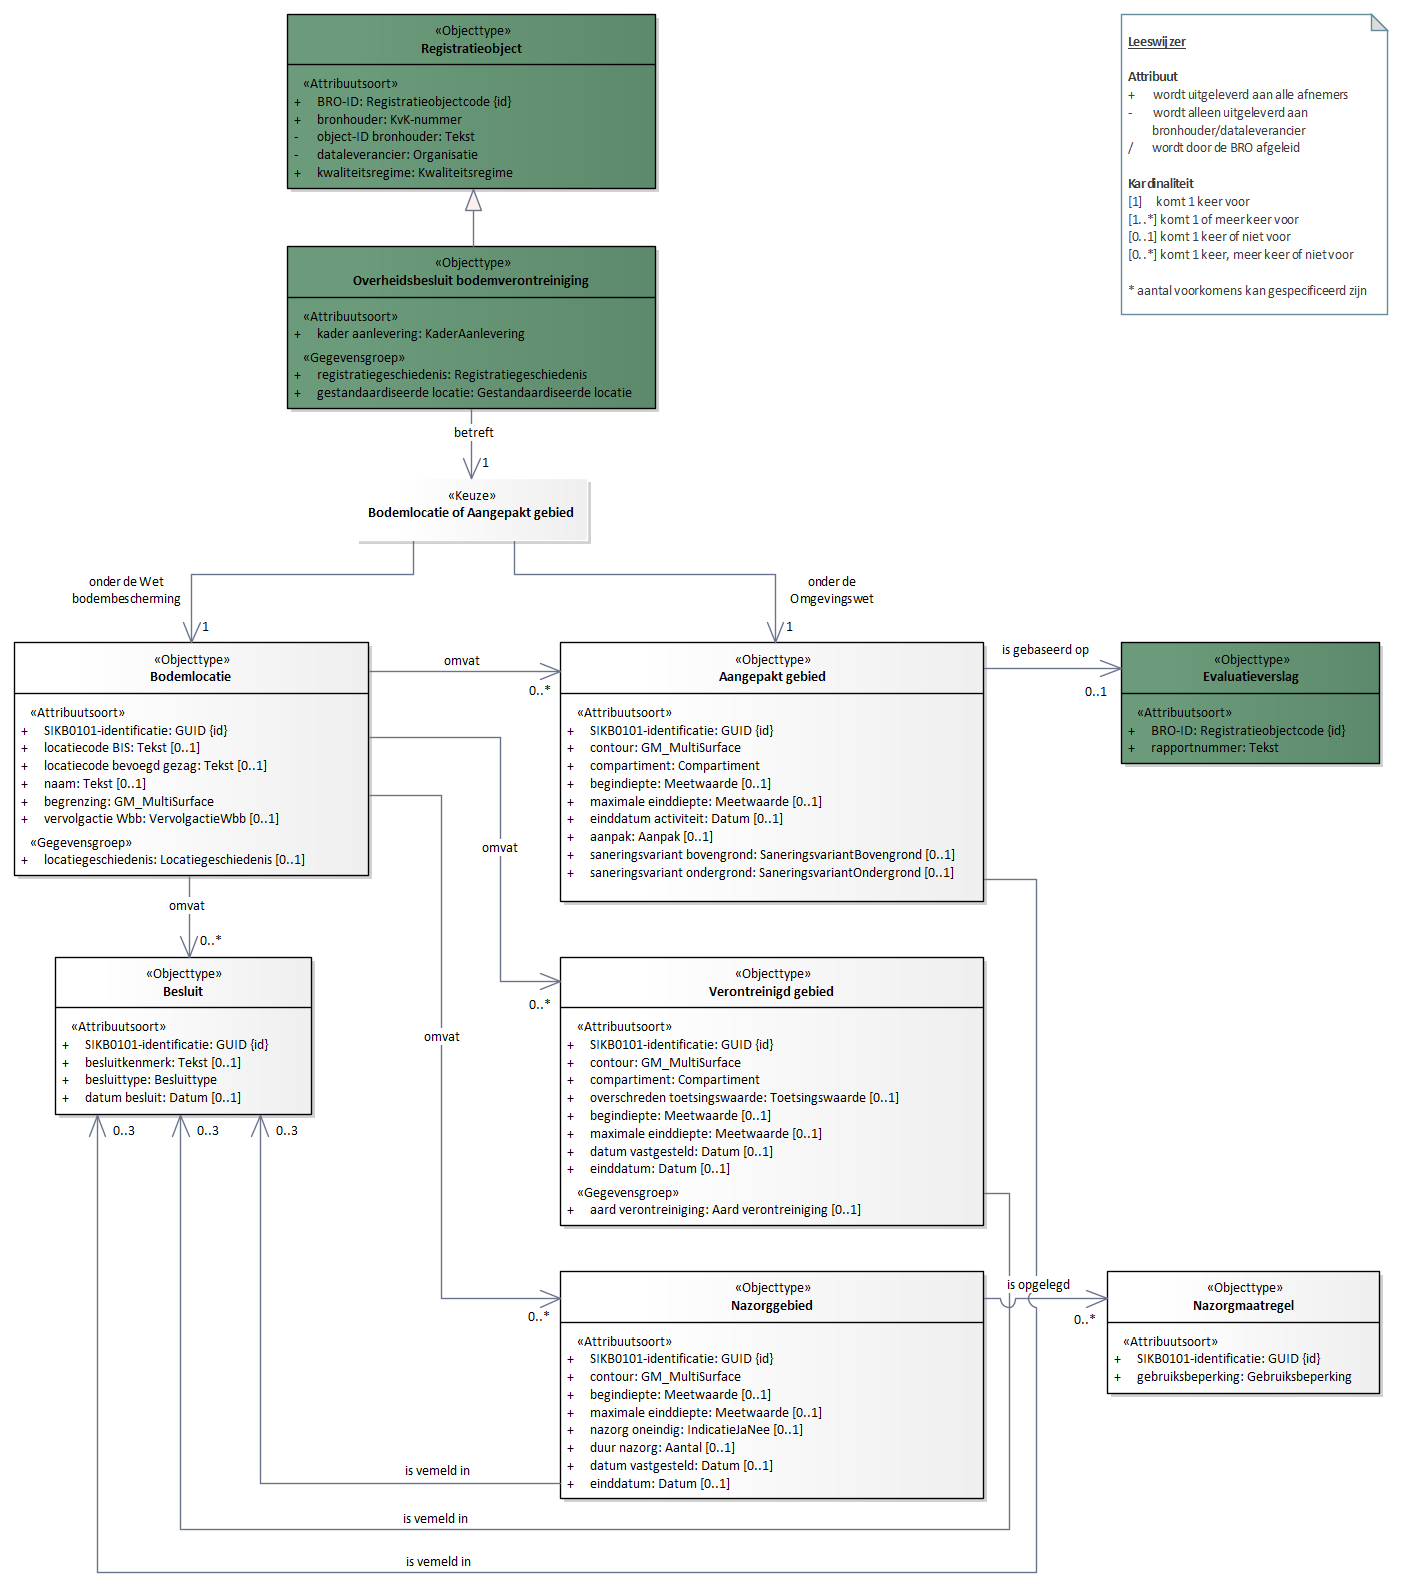 «Objecttype»
Registratieobject
«Attribuutsoort»
+ BRO-ID: Registratieobjectcode {id}
+ bronhouder: KvK-nummer
- object-ID bronhouder: Tekst
- dataleverancier: Organisatie
+ kwaliteitsregime: Kwaliteitsregime
Leeswijzer
Attribuut
+ wordt uitgeleverd aan alle afnemers
- wordt alleen uitgeleverd aan
bronhouder/dataleverancier
/ wordt door de BRO afgeleid
Kardinaliteit
[1] komt 1 keer voor
[1..*] komt 1 of meer keer voor
[0..1] komt 1 keer of niet voor
[0..*] komt 1 keer, meer keer of niet voor
* aantal voorkomens kan gespecificeerd zijn
«Objecttype»
Overheidsbesluit bodemverontreiniging
«Attribuutsoort»
+ kader aanlevering: KaderAanlevering
«Gegevensgroep»
+ registratiegeschiedenis: Registratiegeschiedenis
+ gestandaardiseerde locatie: Gestandaardiseerde locatie
betreft
1
«Keuze»
Bodemlocatie of Aangepakt gebied
onder de Wet
bodembescherming
1
onder de
Omgevingswet
1
«Objecttype»
Bodemlocatie
«Attribuutsoort»
+ SIKB0101-identificatie: GUID {id}
+ locatiecode BIS: Tekst [0..1]
+ locatiecode bevoegd gezag: Tekst [0..1]
+ naam: Tekst [0..1]
+ begrenzing: GM_MultiSurface
+ vervolgactie Wbb: VervolgactieWbb [0..1]
«Gegevensgroep»
+ locatiegeschiedenis: Locatiegeschiedenis [0..1]
omvat
0..*
«Objecttype»
Aangepakt gebied
«Attribuutsoort»
+ SIKB0101-identificatie: GUID {id}
+ contour: GM_MultiSurface
+ compartiment: Compartiment
+ begindiepte: Meetwaarde [0..1]
+ maximale einddiepte: Meetwaarde [0..1]
+ einddatum activiteit: Datum [0..1]
+ aanpak: Aanpak [0..1]
+ saneringsvariant bovengrond: SaneringsvariantBovengrond [0..1]
+ saneringsvariant ondergrond: SaneringsvariantOndergrond [0..1]
is gebaseerd op
0..1
«Objecttype»
Evaluatieverslag
«Attribuutsoort»
+ BRO-ID: Registratieobjectcode {id}
+ rapportnummer: Tekst
omvat
omvat
0..*
«Objecttype»
Besluit
«Attribuutsoort»
+ SIKB0101-identificatie: GUID {id}
+ besluitkenmerk: Tekst [0..1]
+ besluittype: Besluittype
+ datum besluit: Datum [0..1]
0..3
0..3
0..3
0..*
«Objecttype»
Verontreinigd gebied
«Attribuutsoort»
+ SIKB0101-identificatie: GUID {id}
+ contour: GM_MultiSurface
+ compartiment: Compartiment
+ overschreden toetsingswaarde: Toetsingswaarde [0..1]
+ begindiepte: Meetwaarde [0..1]
+ maximale einddiepte: Meetwaarde [0..1]
+ datum vastgesteld: Datum [0..1]
+ einddatum: Datum [0..1]
«Gegevensgroep»
+ aard verontreiniging: Aard verontreiniging [0..1]
omvat
0..*
«Objecttype»
Nazorggebied
«Attribuutsoort»
+ SIKB0101-identificatie: GUID {id}
+ contour: GM_MultiSurface
+ begindiepte: Meetwaarde [0..1]
+ maximale einddiepte: Meetwaarde [0..1]
+ nazorg oneindig: IndicatieJaNee [0..1]
+ duur nazorg: Aantal [0..1]
+ datum vastgesteld: Datum [0..1]
+ einddatum: Datum [0..1]
is opgelegd
0..*
«Objecttype»
Nazorgmaatregel
«Attribuutsoort»
+ SIKB0101-identificatie: GUID {id}
+ gebruiksbeperking: Gebruiksbeperking
is vemeld in
is vemeld in
is vemeld in